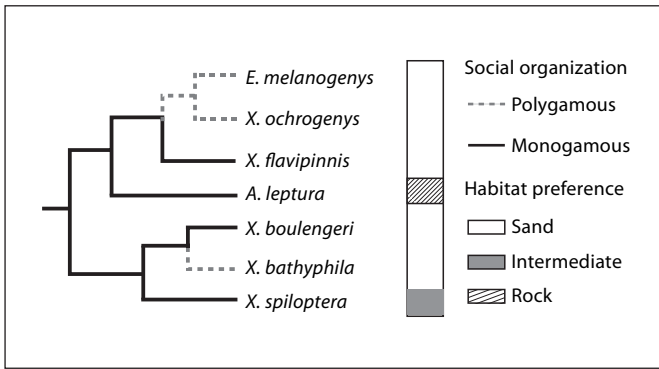 E. melanogenys
X. ochrogenys
X. flavipinnis
A. leptura
X. boulengeri
X. bathyphila
X. spiloptera
Social organization
Polygamous
Monogamous
Habitat preference
Sand
Intermediate
Rock